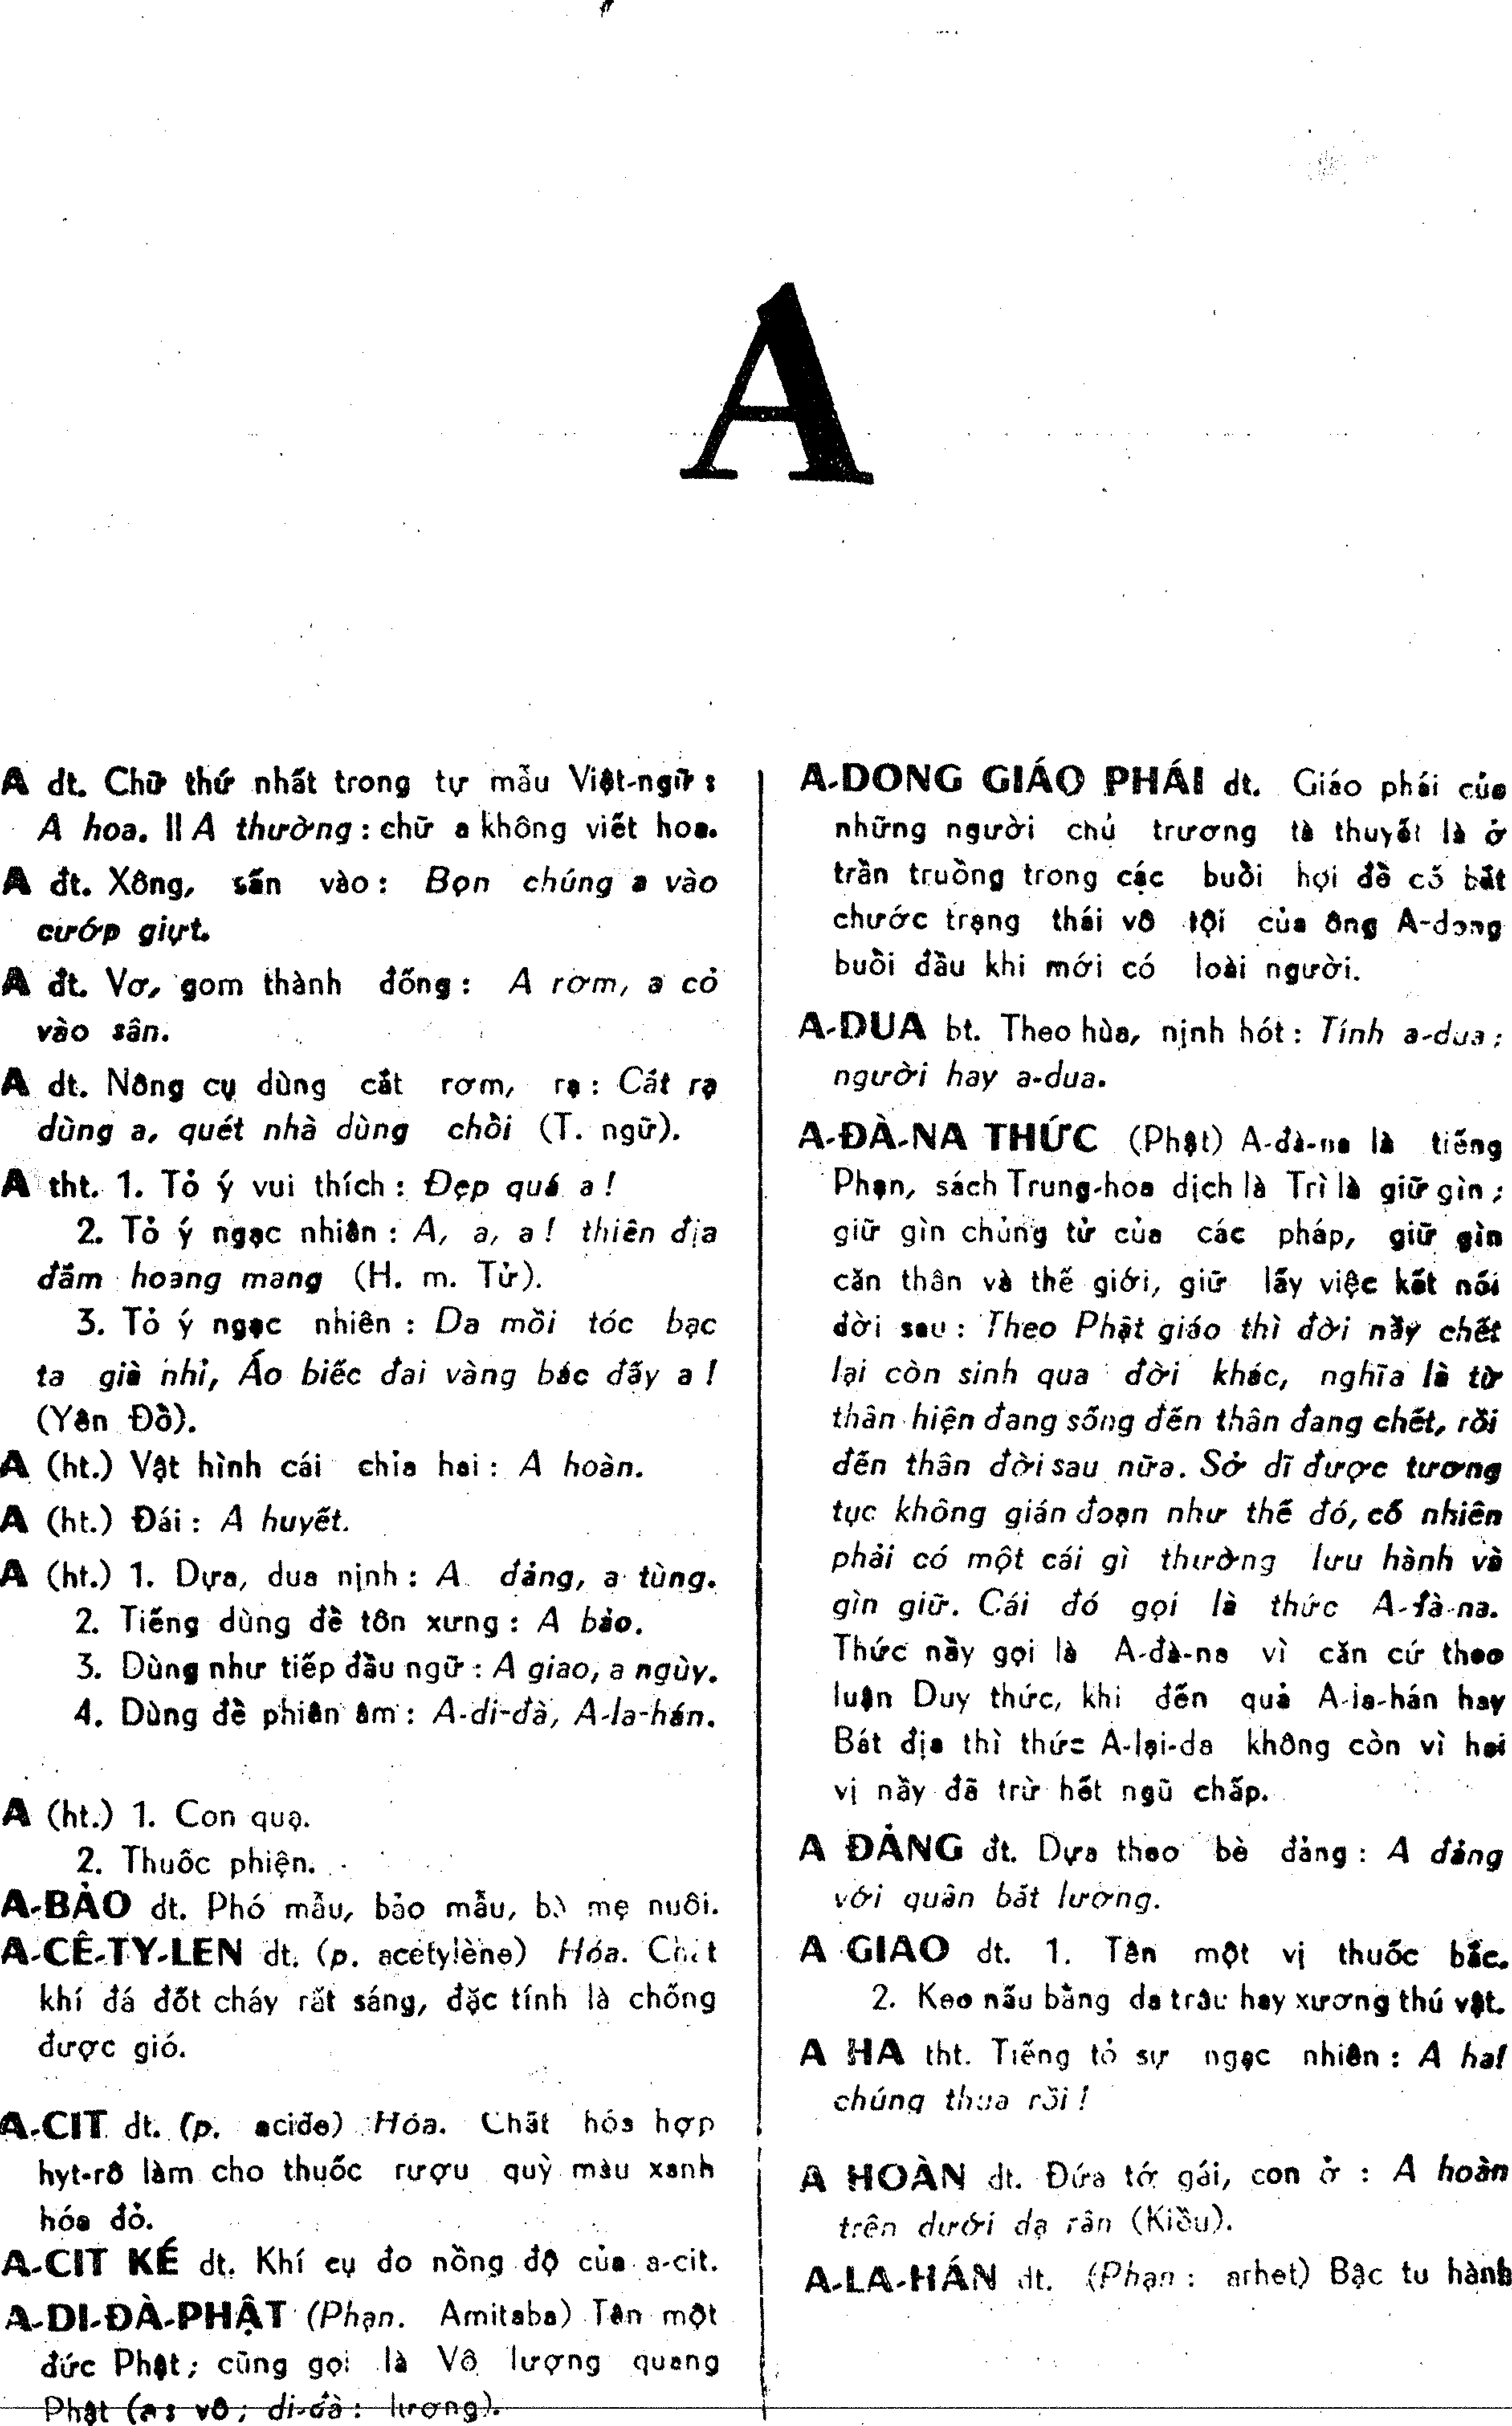 A
A dt. Chữ thứ nhất trong tự mẫu Việt-ngữ :
A hoa. || A thường : chữ a không viết hoa.
A đt. Xông, sấn vào : Bọn chúng a vào
cướp giựt.
A đt. Vơ, gom thành đống : A rơm, a cỏ
vào sân.
A dt. Nông cụ dùng cắt rơm, rạ : Cắt rạ
dùng a, quét nhà dùng chồi (T. ngữ).
A tht. 1. Tỏ ý vui thích : Đẹp quá a !
2. Tỏ ý ngạc nhiên : A, a, a ! thiên địa
đắm hoang mang (H. m. Tử).
3. Tỏ ý ngạc nhiên : Da mồi tóc bạc
ta già nhỉ, Áo biếc đai vàng bác đấy a !
(Yên Đồ).
A (ht.) Vật hình cái chỉa hai : A hoàn.
A (ht.) Đái : A huyết.
A (ht.) 1. Dựa, dua nịnh : A đảng, a tùng.
2. Tiếng dùng để tôn xưng : A bảo.
3. Dùng như tiếp đầu ngữ : A giao, a ngùy.
4. Dùng để phiên âm : A-di-đà, A-la-hán.
A (ht.) 1. Con quạ.
2. Thuốc phiện.
A-BẢO dt. Phó mẫu, bảo mẫu, bà mẹ nuôi.
A-CÊ-TY-LEN dt. (p. acétylène) Hóa. Chất
khí đá đốt cháy rất sáng, đặc tính là chống
được gió.
A-CIT dt. (p. acide) Hóa. Chất hóa hợp
hyt-rô làm cho thuốc rượu quỳ màu xanh
hóa đỏ.
A-CIT KẾ dt. Khí cụ đo nồng độ của a-cit.
A-DI-ĐÀ-PHẬT (Phạn. Amitaba) Tên một
đức Phật ; cũng gọi là Vô lượng quang
Phật (a : vô ; di-đà : lượng).
A-DONG GIÁO PHÁI dt. Giáo phái của
những người chủ trương tà thuyết là ở
trần truồng trong các buổi hợi để cố bắt
chước trạng thái vô tội của ông A-dong
buổi đầu khi mới có loài người.
A-DUA bt. Theo hùa, nịnh hót : Tính a-dua ;
người hay a-dua.
A-ĐÀ-NA THỨC (Phật) A-đà-na là tiếng
Phạn, sách Trung-hoa dịch là Trì là giữ gìn ;
giữ gìn chủng tử của các pháp, giữ gìn
căn thân và thế giới, giữ lấy việc kết nối
đời sau : Theo Phật giáo thì đời nầy chết
lại còn sinh qua đời khác, nghĩa là từ
thân hiện đang sống đến thân đang chết, rồi
đến thân đời sau nữa. Sở dĩ được tương
tục không gián đoạn như thế đó, cố nhiên
phải có một cái gì thường lưu hành và
gìn giữ. Cái đó gọi là thức A-đà-na.
Thức nầy gọi là A-đà-na vì căn cứ theo
luận Duy thức, khi đến quả A-la-hán hay
Bát địa thì thức A-lại-da không còn vì hai
vị nầy đã trừ hết ngũ chấp.
A ĐẢNG đt. Dựa theo bè đảng : A đảng
với quân bất lương.
A GIAO dt. 1. Tên một vị thuốc bắc.
2. Keo nấu bằng da trâu hay xương thú vật.
A HA tht. Tiếng tỏ sự ngạc nhiên : A ha!
chúng thua rồi !
A HOÀN dt. Đứa tớ gái, con ở : A hoàn
trên dưới dạ rân (Kiều).
A-LA-HÁN dt. (Phạn : arhet) Bậc tu hành